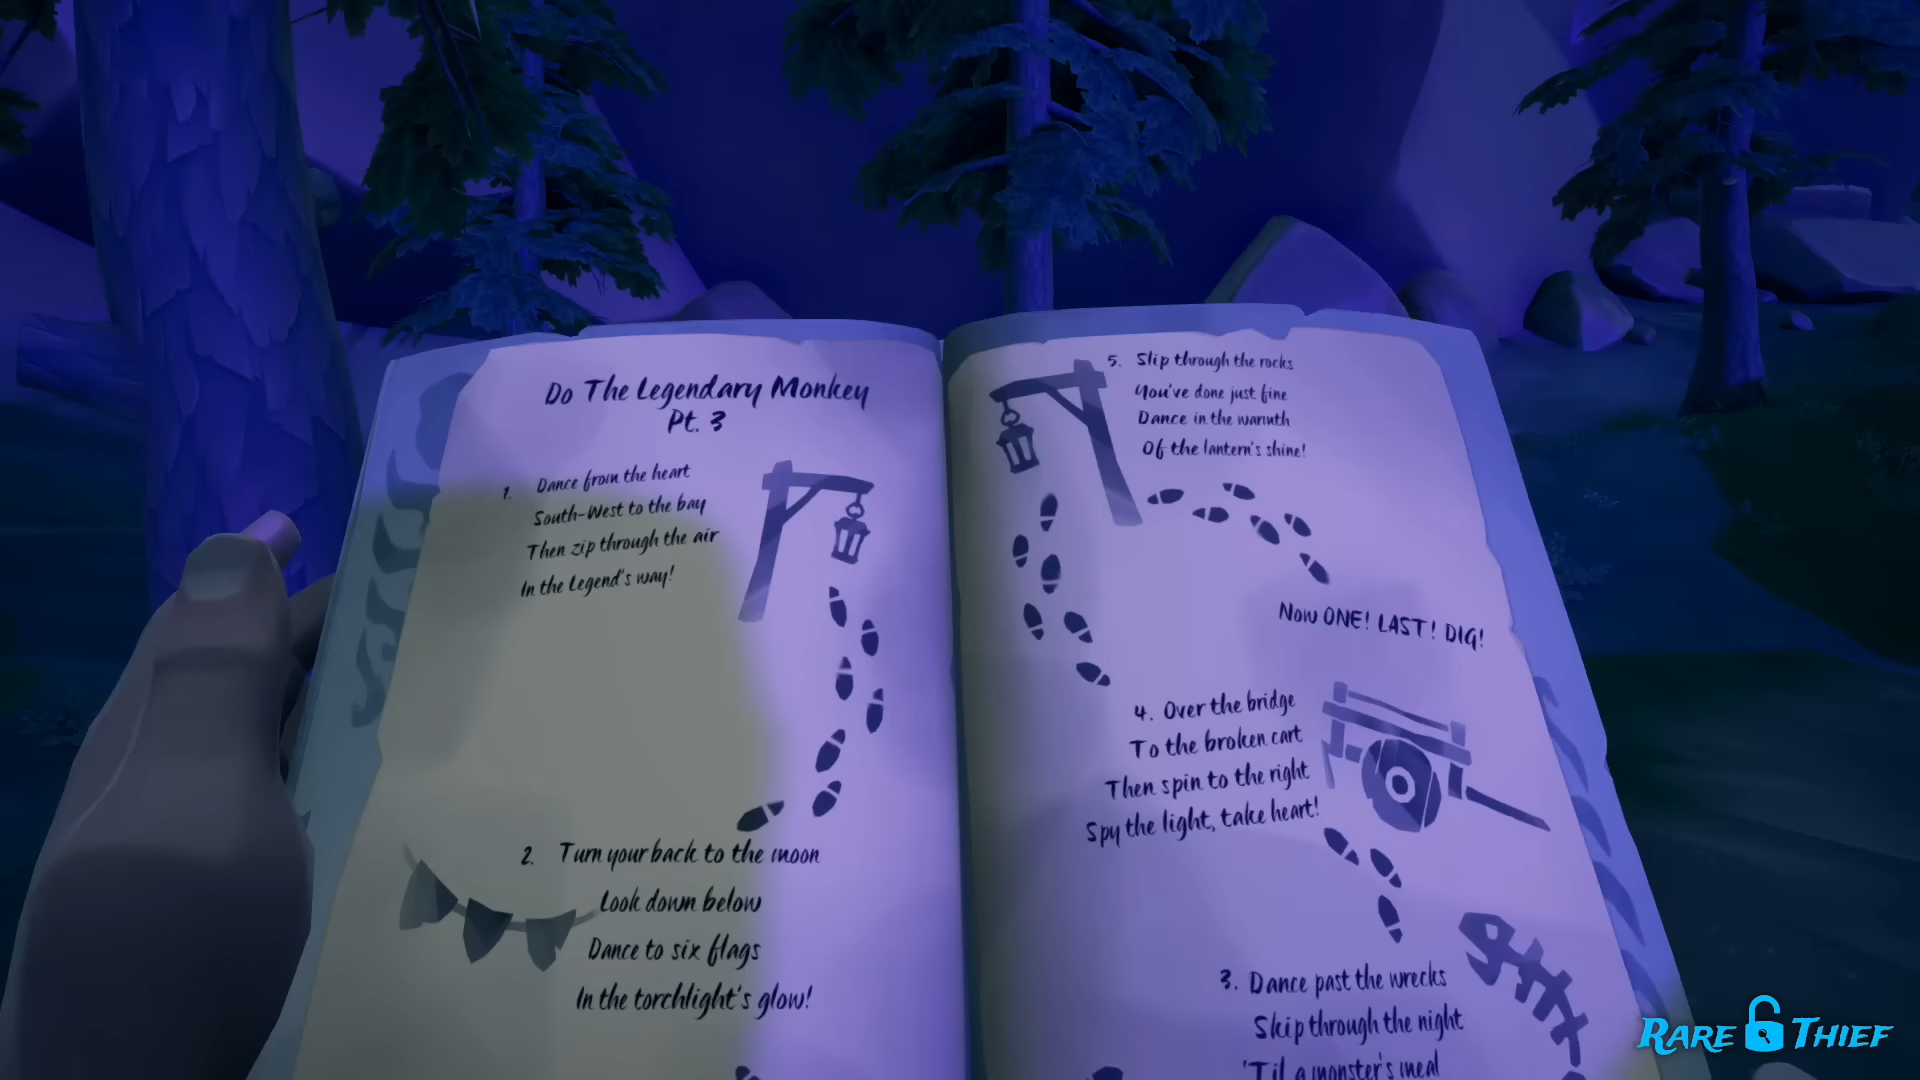 Do The Legendary Monkey
Pt. 3
1. Dance from the heart
South-West to the bay
Then zip through the air
In the Legend's way!
2. Turn your back to the moon
Look down below
Dance to six flags
In the torchlight's glow!
5. Slip through the rocks
You've done just fine
Dance in the warmth
Of the lantern's shine!
Now ONE! LAST! DIG!
4. Over the bridge
To the broken cart
Then spin to the right
Spy the light, take heart!
3. Dance past the wrecks
Skip through the night
'Til a monster's meal
RARE THIEF